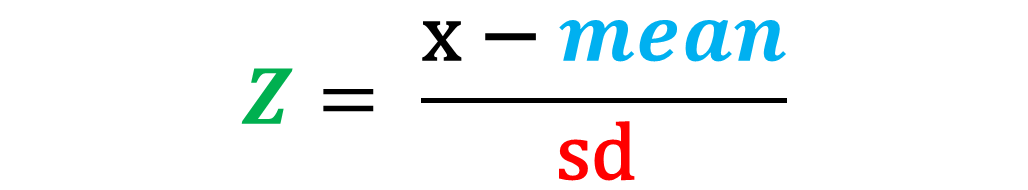 x − mean
Z =
sd